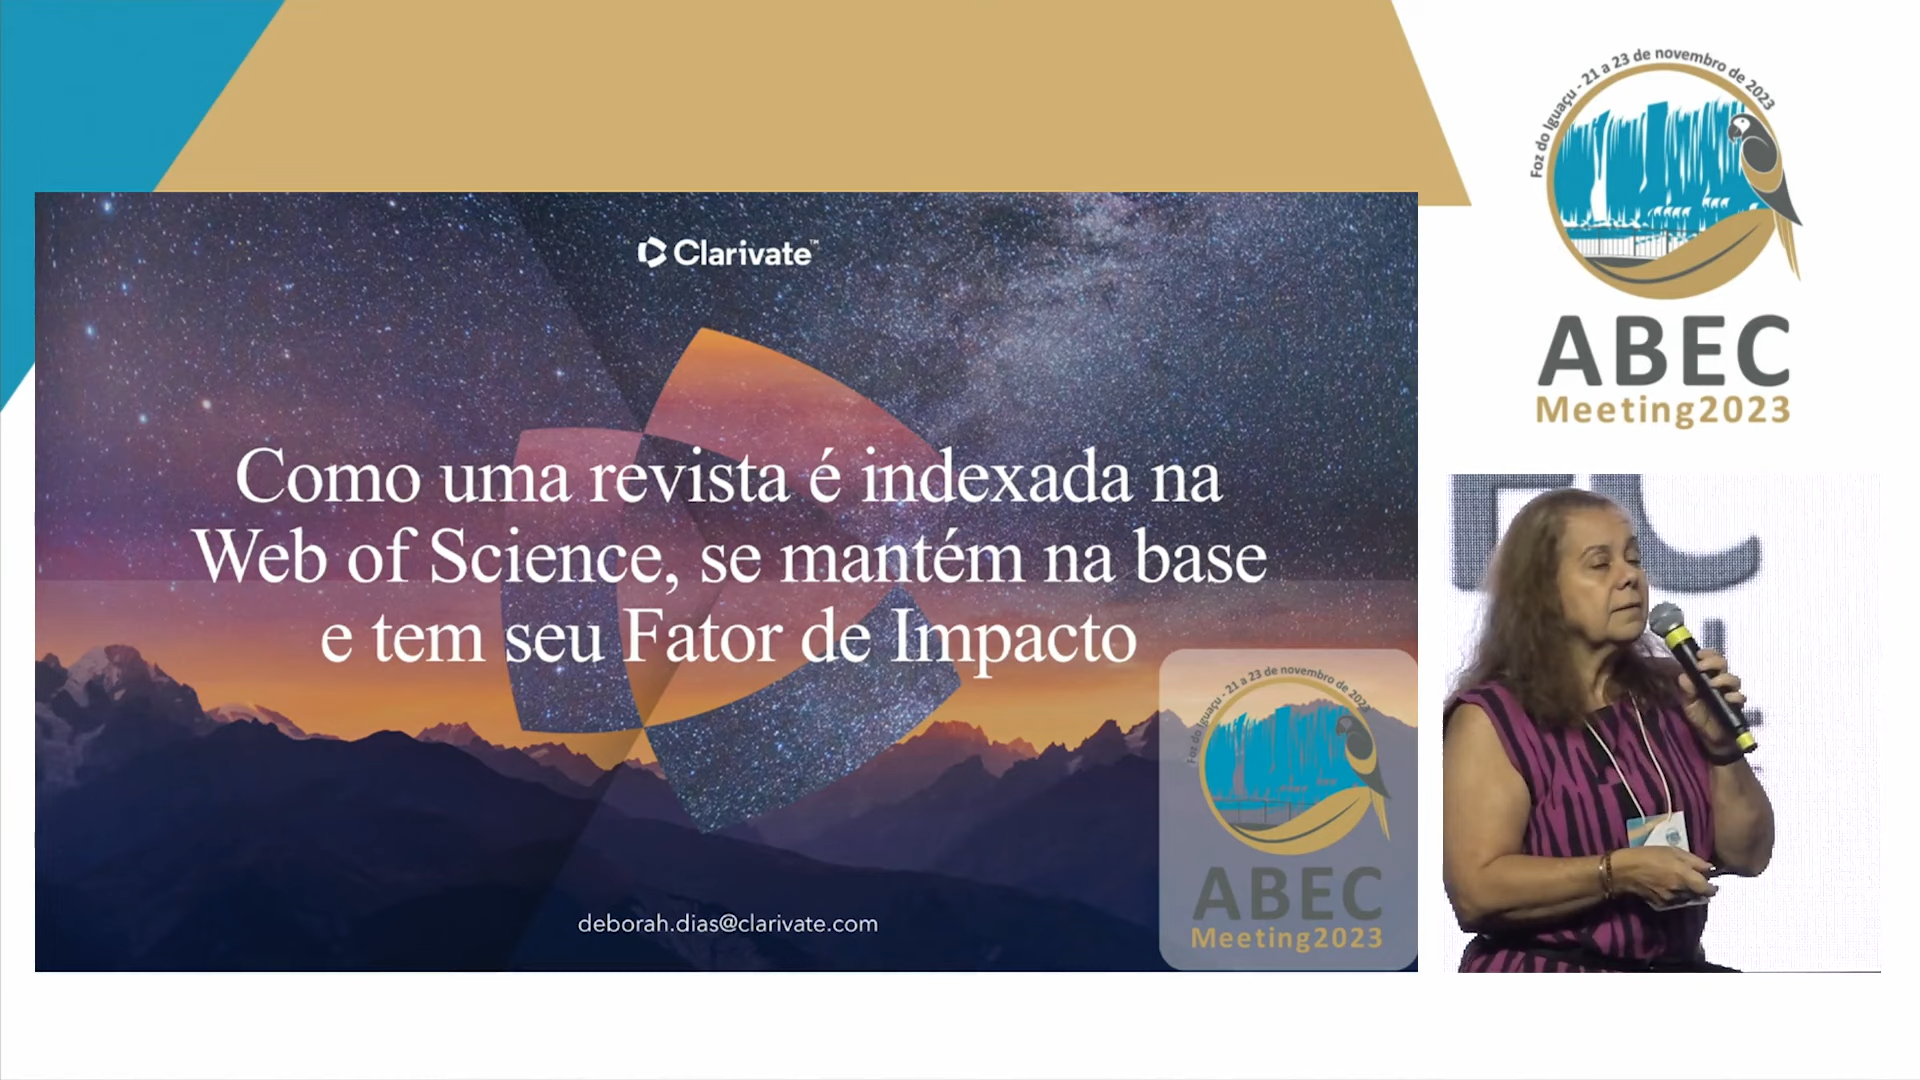 Foz do Iguaçu - 21 a 23 de novembro de 2023
ABEC
Meeting2023
Clarivate™
Como uma revista é indexada na
Web of Science, se mantém na base
e tem seu Fator de Impacto
deborah.dias@clarivate.com
Foz do Iguaçu - 21 a 23 de novembro de 2023
ABEC
Meeting2023